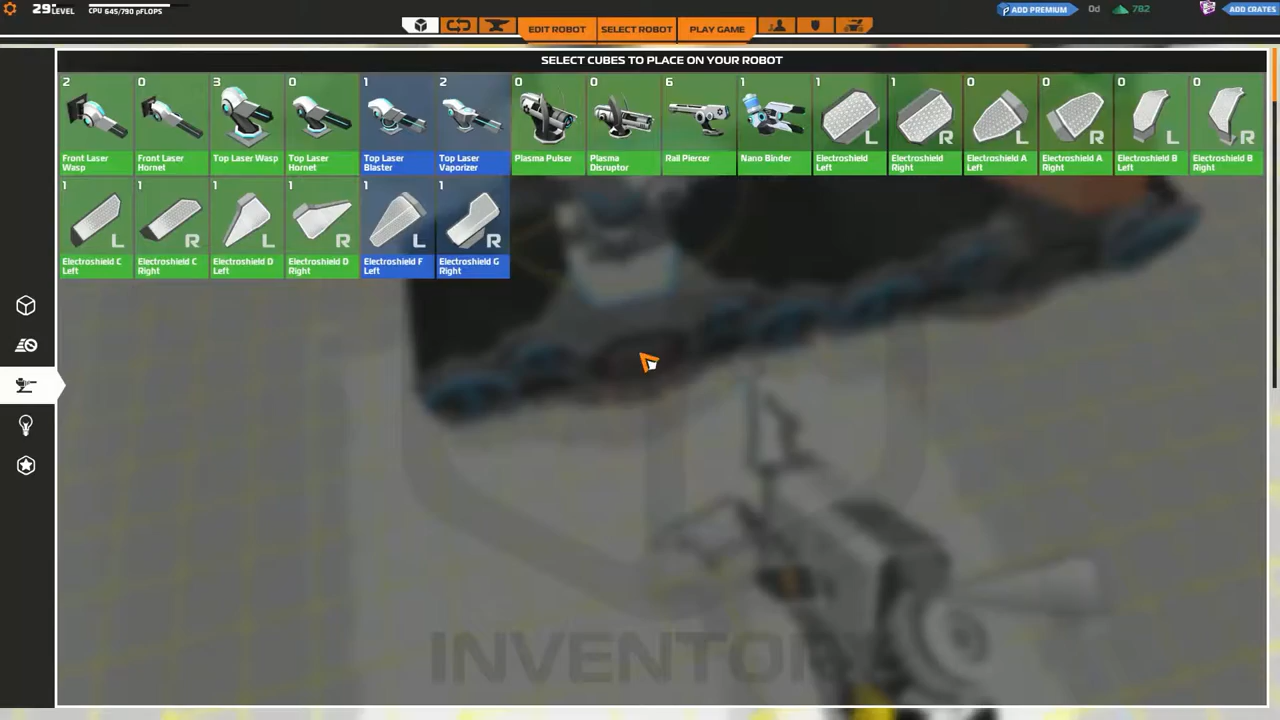 29 LEVEL
CPU 645/790 pFLOPS
EDIT ROBOT
SELECT ROBOT
PLAY GAME
ADD PREMIUM
0d
782
ADD CRATES
SELECT CUBES TO PLACE ON YOUR ROBOT
2
Front Laser
Wasp
0
Front Laser
Hornet
3
Top Laser Wasp
0
Top Laser
Hornet
1
Top Laser
Blaster
2
Top Laser
Vaporizer
0
Plasma Pulser
0
Plasma
Disruptor
6
Rail Piercer
1
Nano Binder
1
L
Electroshield
Left
1
R
Electroshield
Right
0
L
Electroshield A
Left
0
R
Electroshield A
Right
0
L
Electroshield B
Left
0
R
Electroshield B
Right
1
L
Electroshield C
Left
1
R
Electroshield C
Right
1
L
Electroshield D
Left
1
R
Electroshield D
Right
1
L
Electroshield F
Left
1
R
Electroshield G
Right
INVENTORY